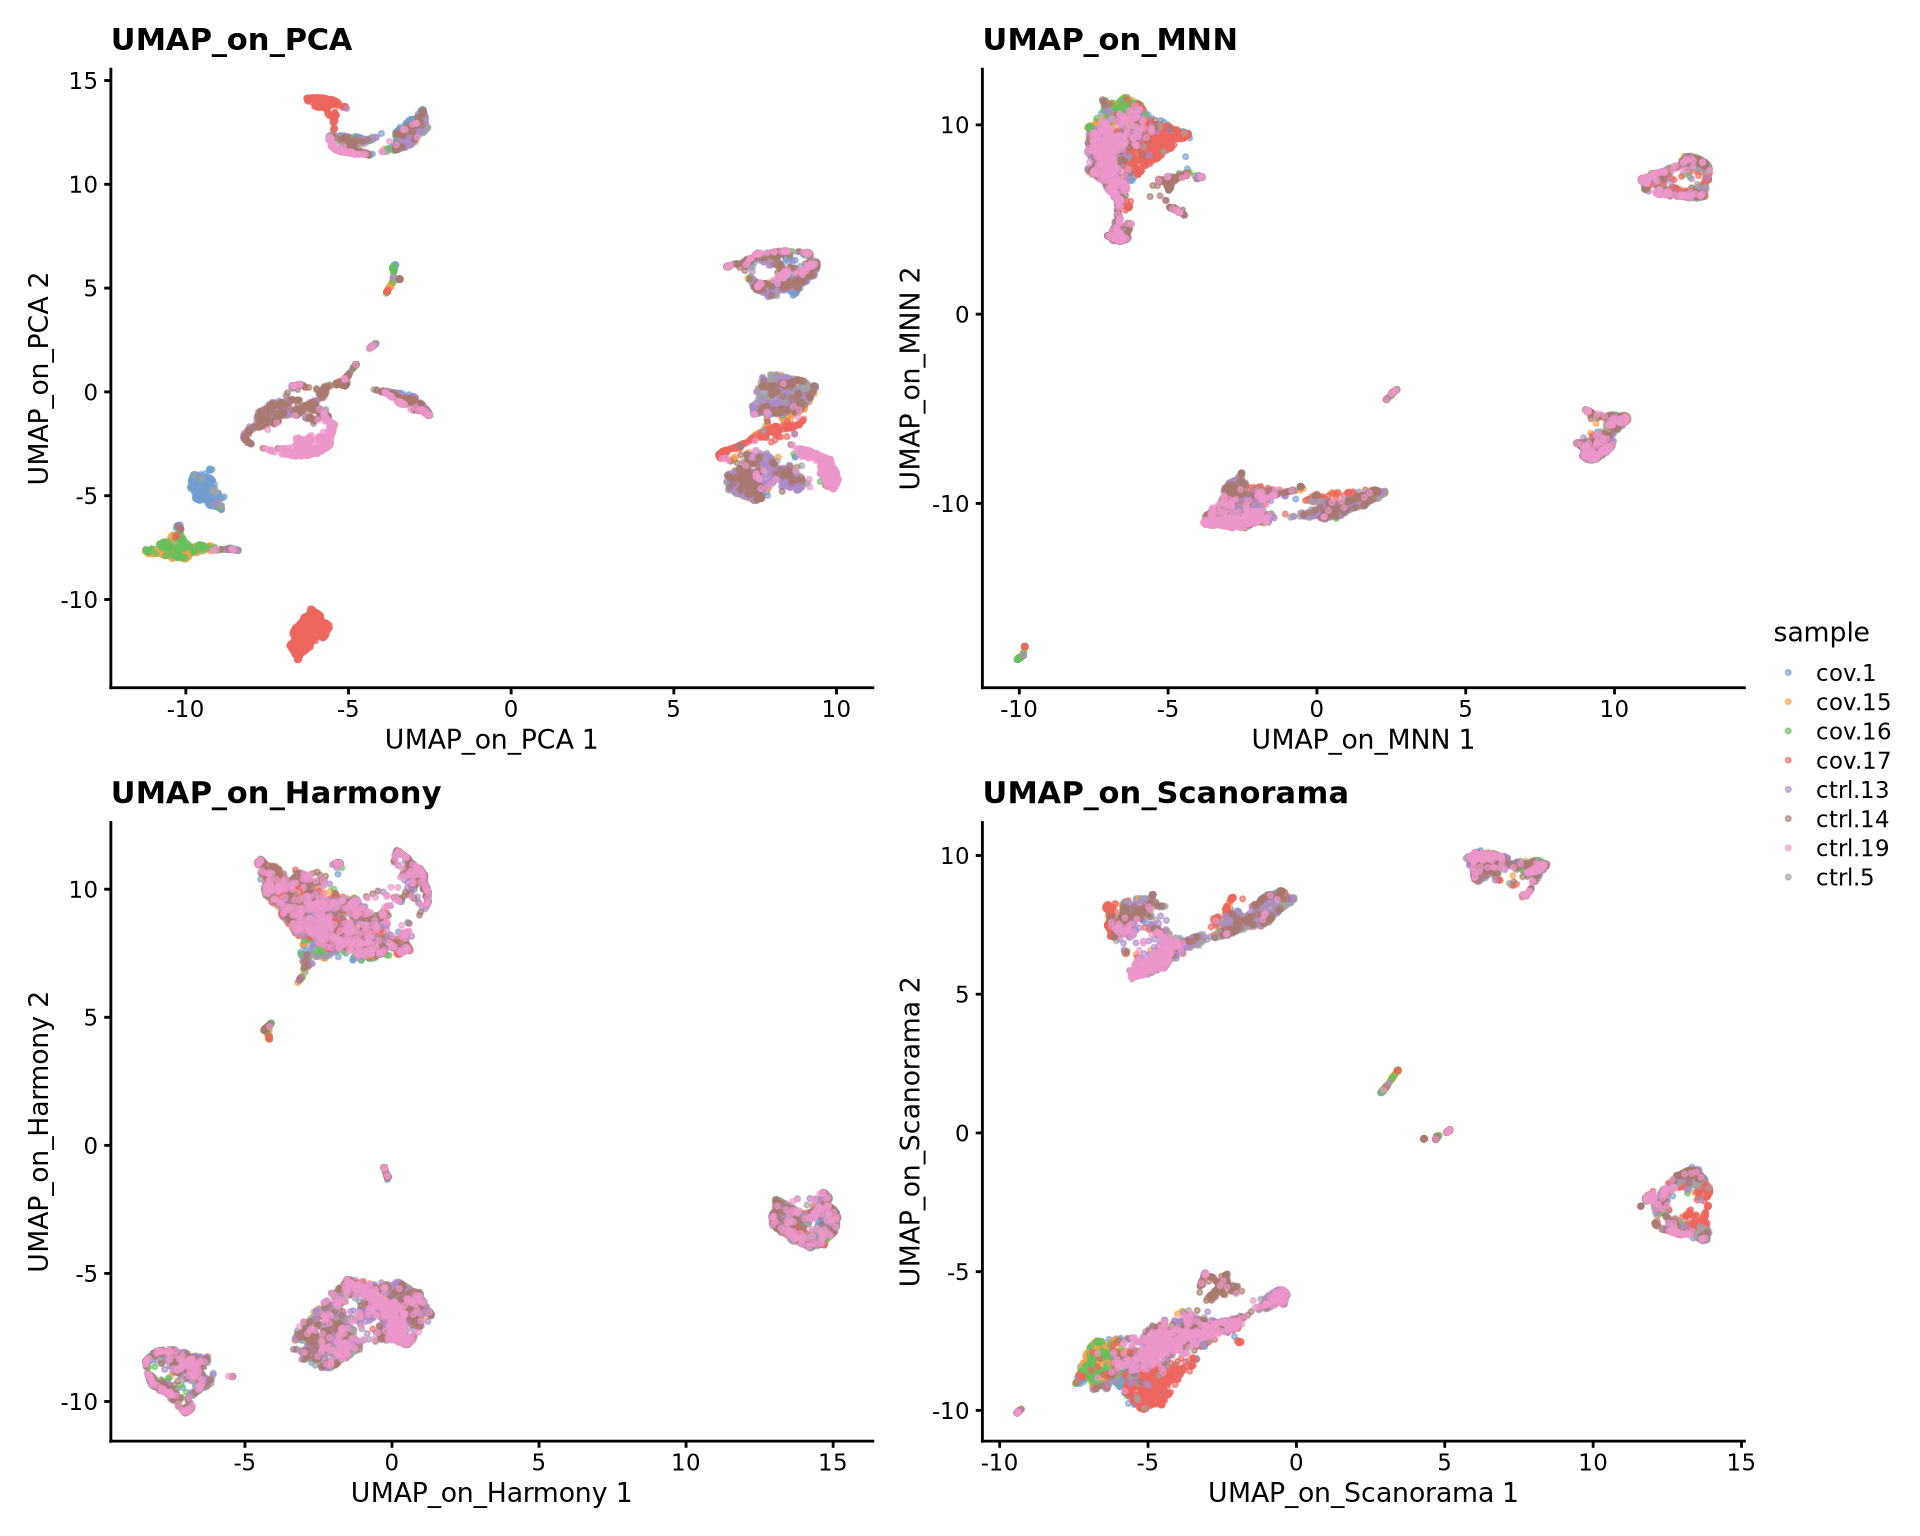 UMAP_on_PCA
15
10
5
0
-5
-10
UMAP_on_PCA 2
-10
-5
0
5
10
UMAP_on_PCA 1
UMAP_on_MNN
10
0
-10
UMAP_on_MNN 2
-10
-5
0
5
10
UMAP_on_MNN 1
UMAP_on_Harmony
10
5
0
-5
-10
UMAP_on_Harmony 2
-5
0
5
10
15
UMAP_on_Harmony 1
UMAP_on_Scanorama
10
5
0
-5
-10
UMAP_on_Scanorama 2
-10
-5
0
5
10
15
UMAP_on_Scanorama 1
sample
cov.1
cov.15
cov.16
cov.17
ctrl.13
ctrl.14
ctrl.19
ctrl.5